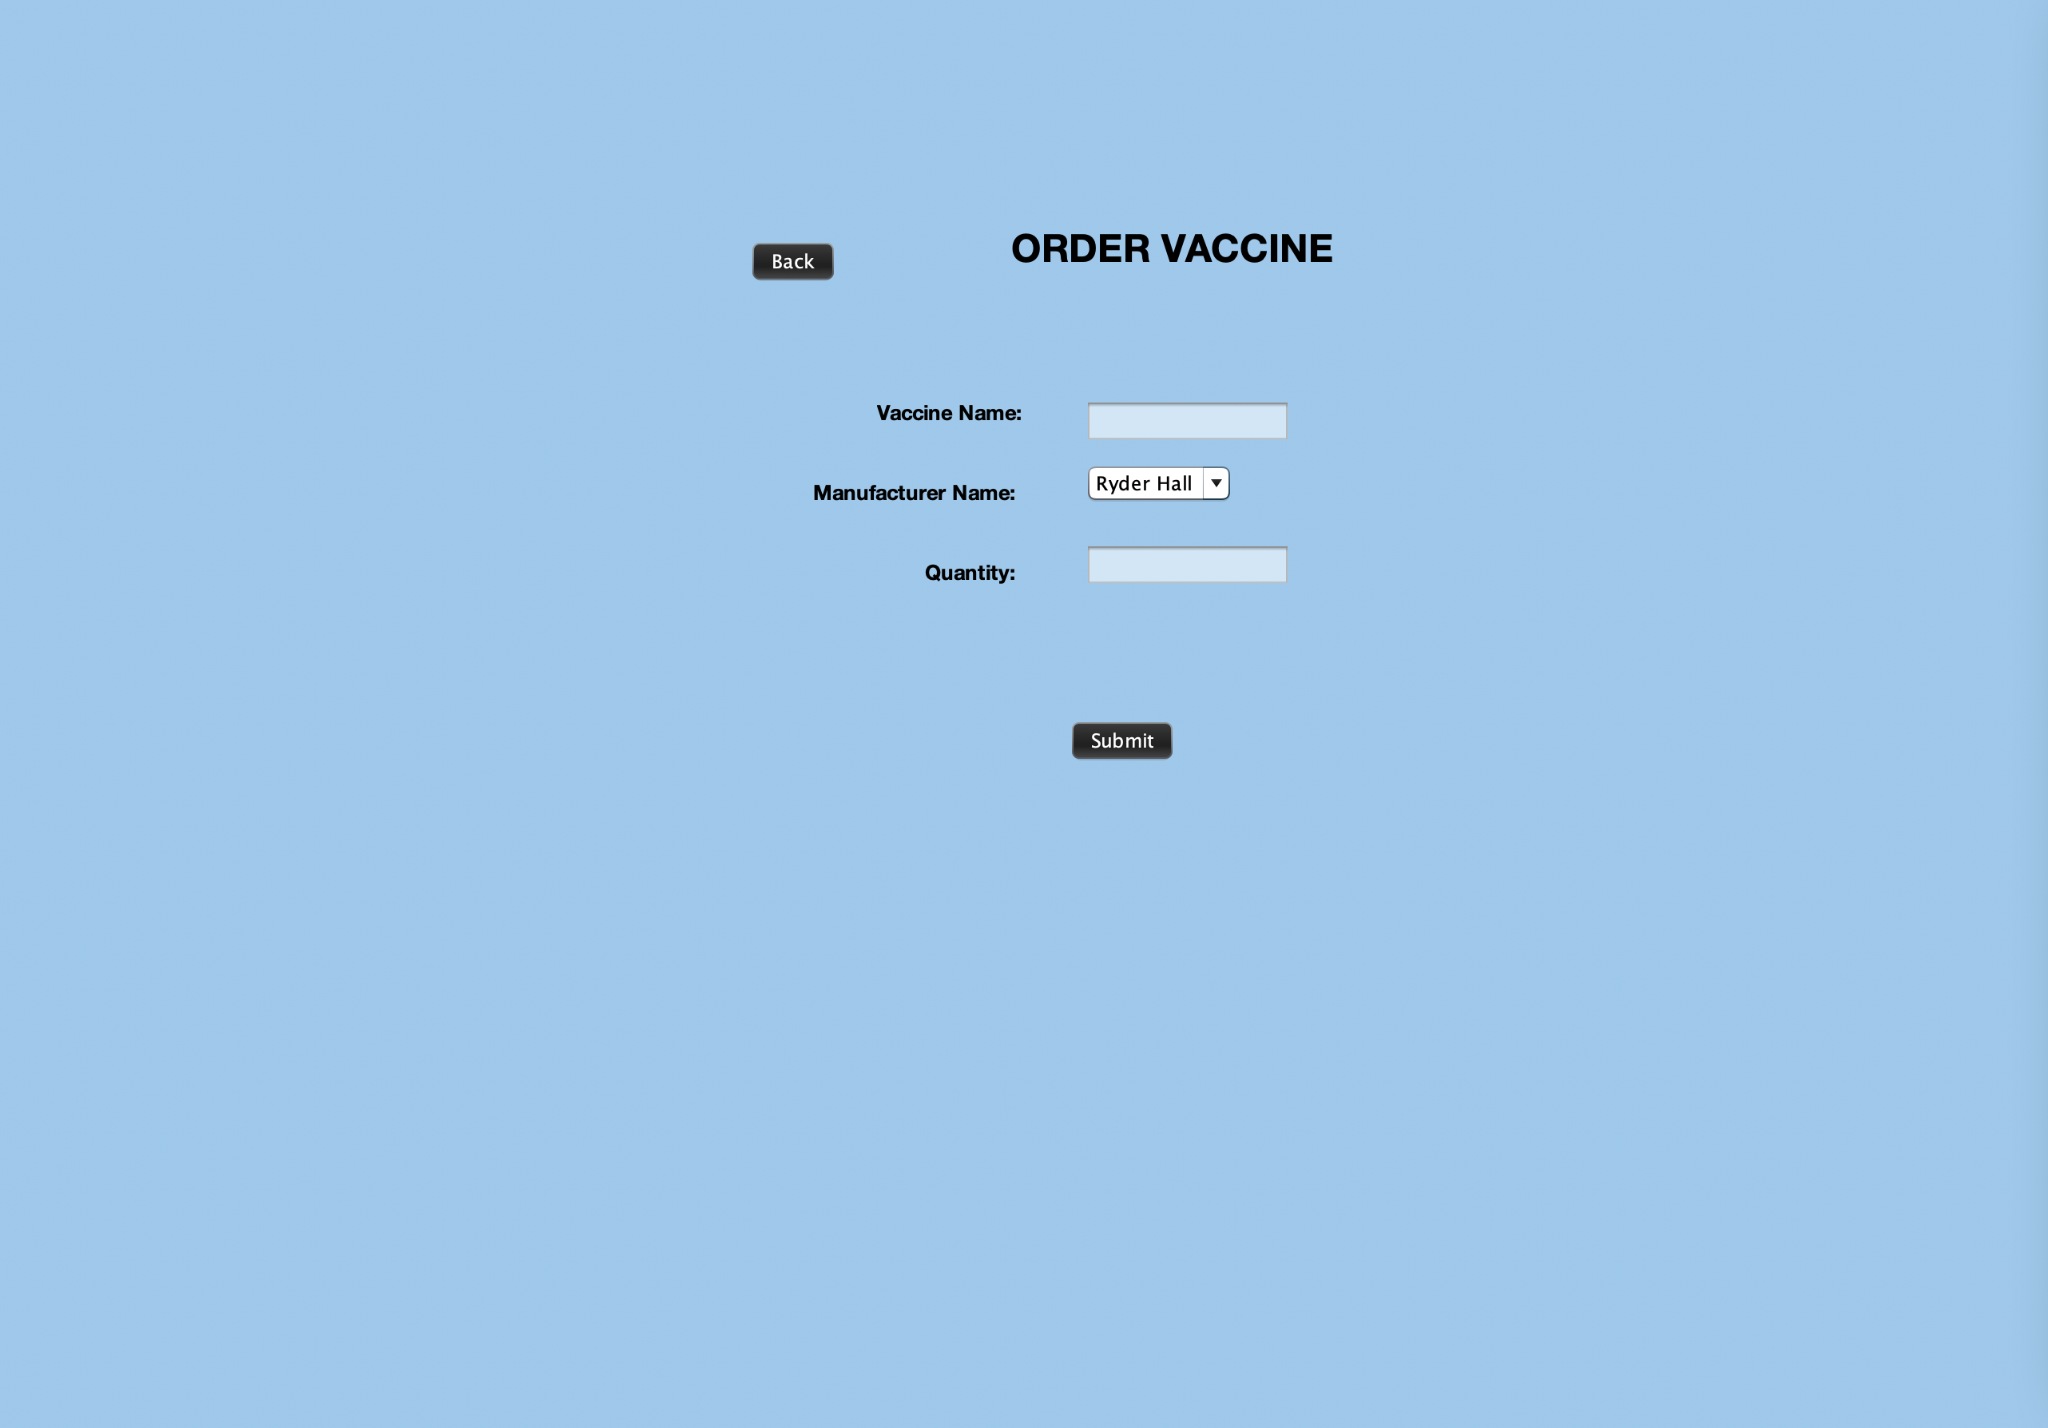 Back
ORDER VACCINE
Vaccine Name:
Manufacturer Name:
Ryder Hall
Quantity:
Submit